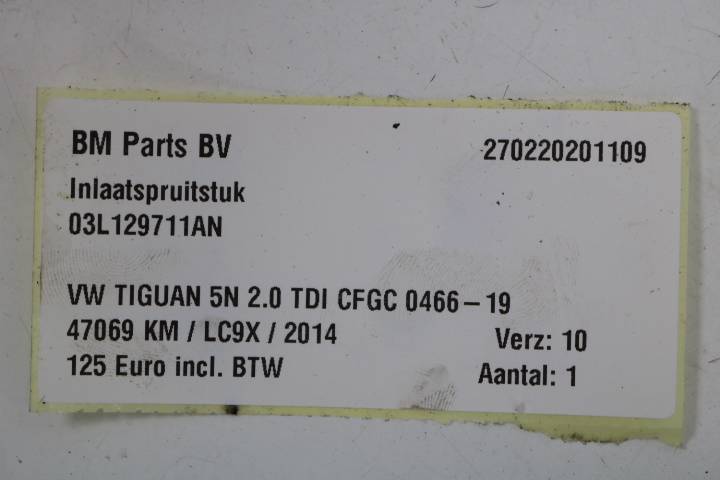 BM Parts BV 270220201109
Inlaatspruitstuk
03L129711AN
VW TIGUAN 5N 2.0 TDI CFGC 0466-19
47069 KM / LC9X / 2014 Verz: 10
125 Euro incl. BTW Aantal: 1